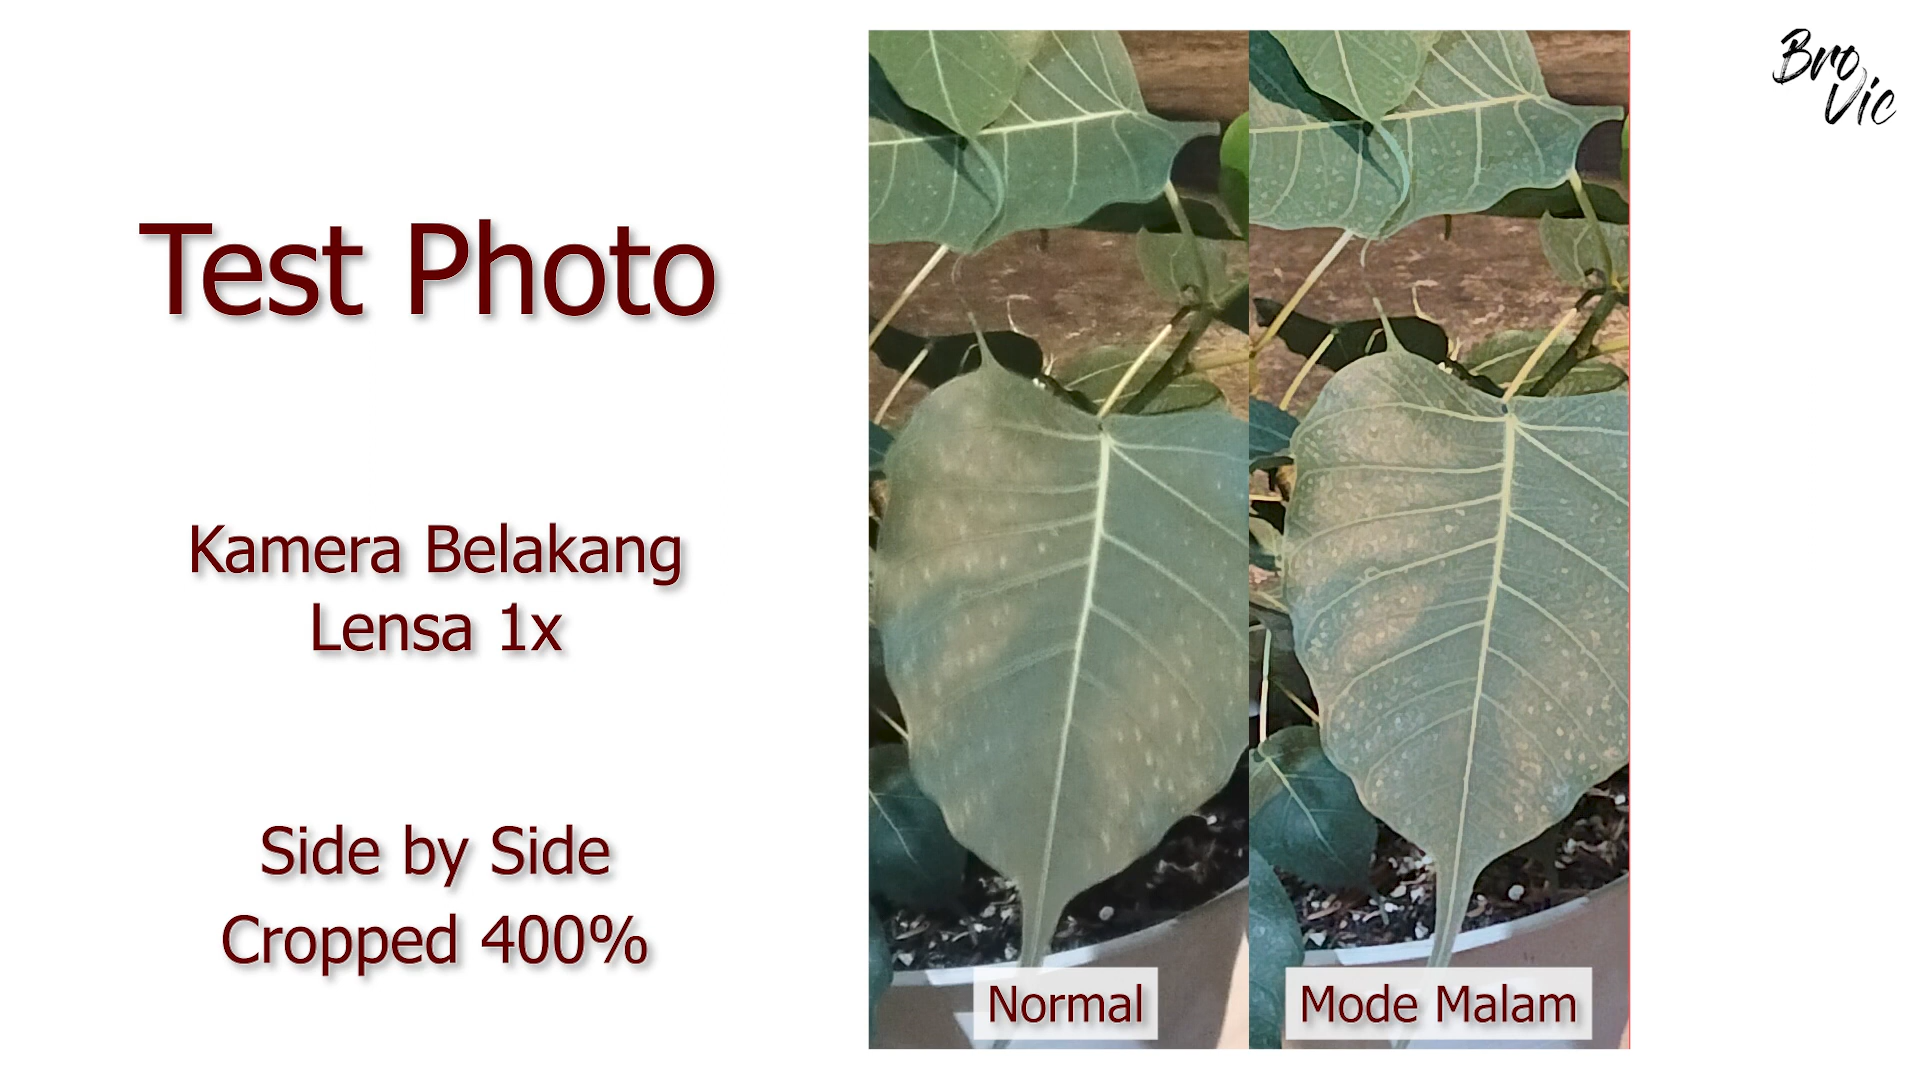 Test Photo
Kamera Belakang
Lensa 1x
Side by Side
Cropped 400%
Normal
Mode Malam
Bro
Vic